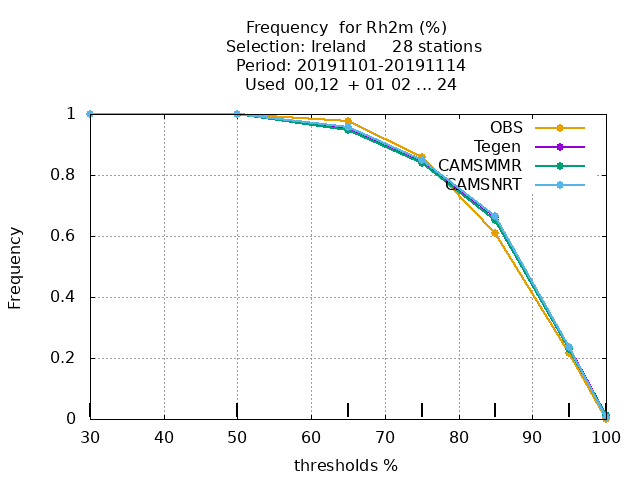 Frequency for Rh2m (%)
Selection: Ireland 28 stations
Period: 20191101-20191114
Used 00,12 + 01 02 ... 24
OBS
Tegen
CAMSMMR
CAMSNRT
1
0.8
0.6
0.4
0.2
0
Frequency
30 40 50 60 70 80 90 100
thresholds %